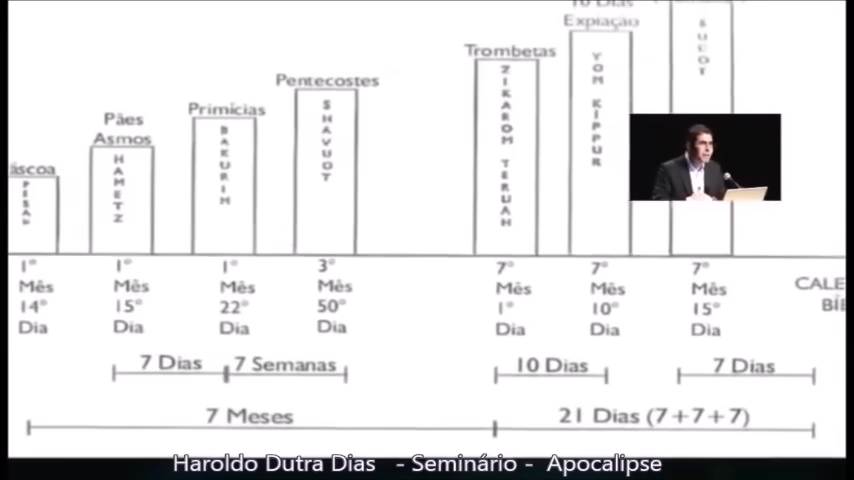 10 Dias
Expiação
Trombetas
Pentecostes
Primícias
Pães
Asmos
áscoa
PESAH
HAMETZ
BAKURIM
SHAVUOT
ZIKAROM TERUAH
YOM KIPPUR
SUCOT
1° 1° 1° 3° 7° 7° 7°
Mês Mês Mês Mês Mês Mês Mês
14° 15° 22° 50° 1° 10° 15°
Dia Dia Dia Dia Dia Dia Dia
CALE
BÍ
7 Dias 7 Semanas 10 Dias 7 Dias
7 Meses 21 Dias (7+7+7)
Haroldo Dutra Dias - Seminário - Apocalipse